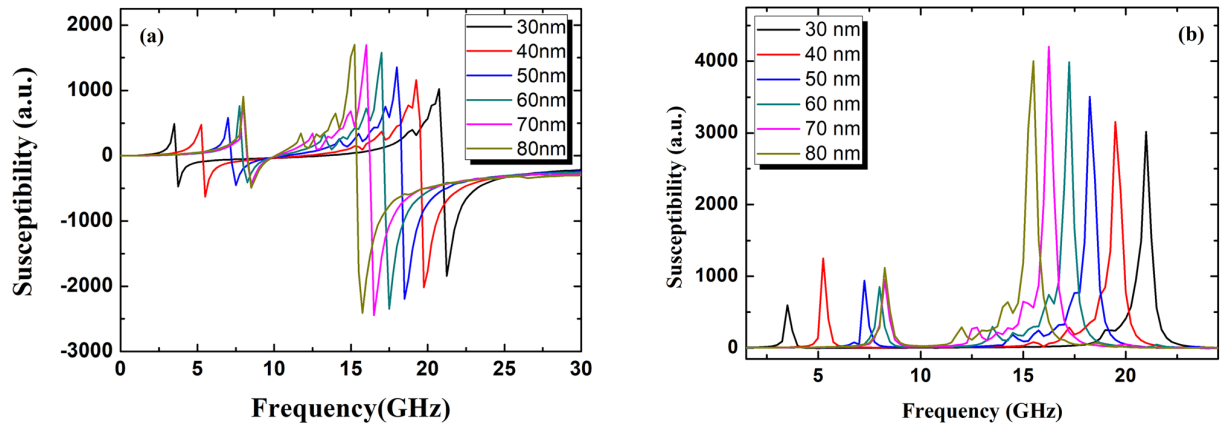 (a)
30nm
40nm
50nm
60nm
70nm
80nm
2000
1000
0
-1000
-2000
-3000
0 5 10 15 20 25 30
Susceptibility (a.u.)
Frequency(GHz)
(b)
30 nm
40 nm
50 nm
60 nm
70 nm
80 nm
4000
3000
2000
1000
0
5 10 15 20
Susceptibility (a.u.)
Frequency (GHz)